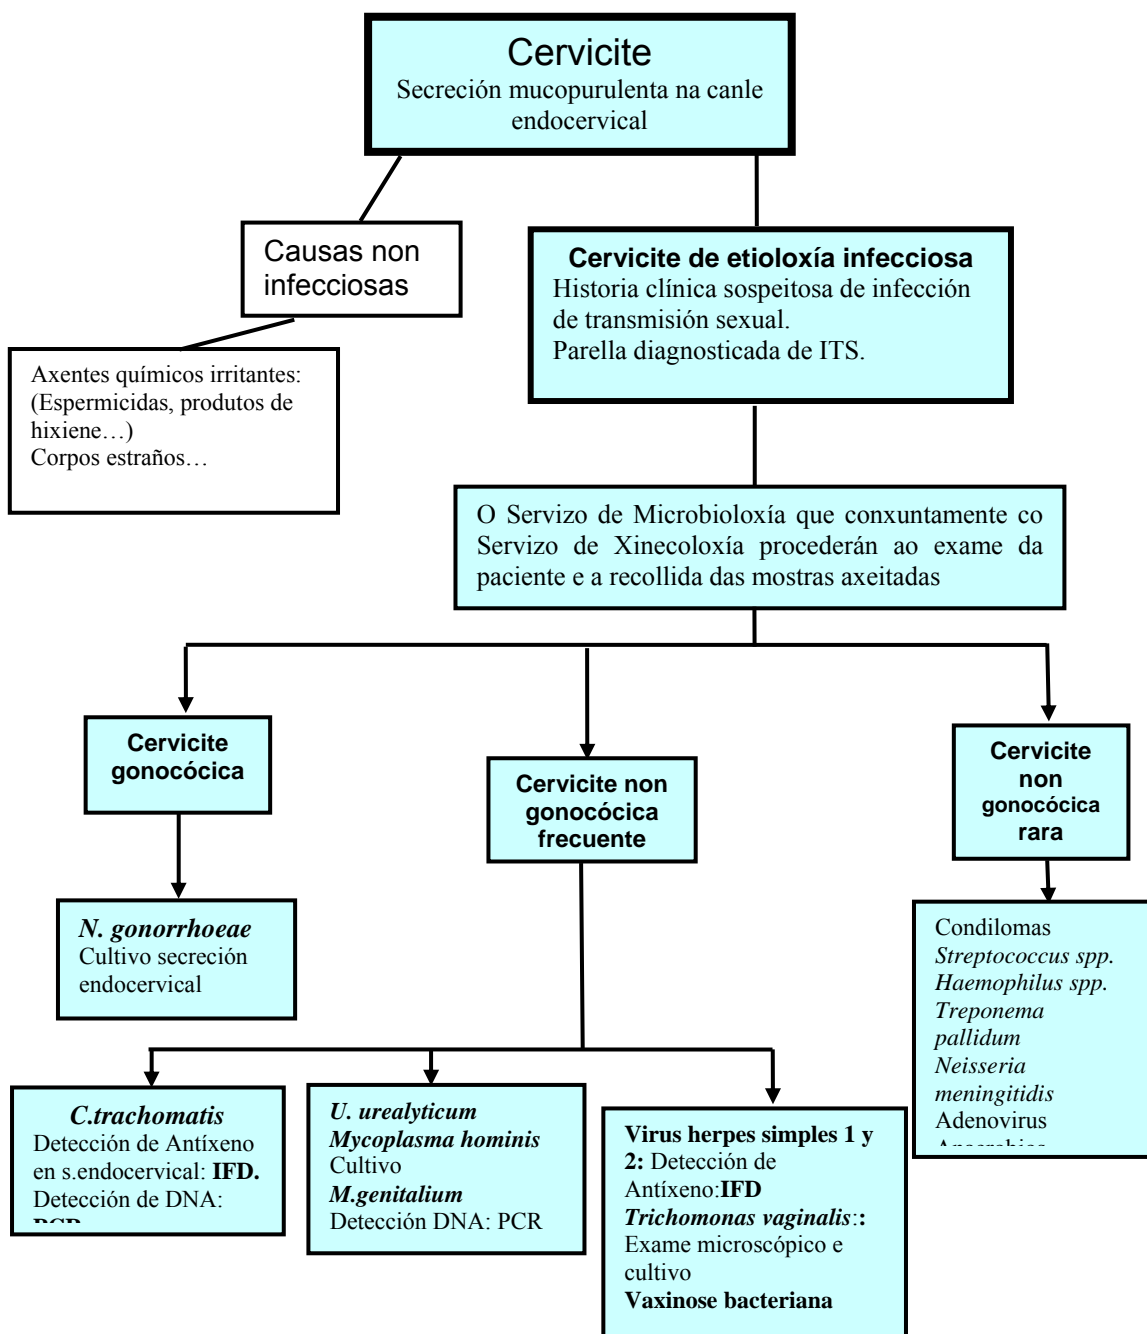 Cervicite
Secreción mucopurulenta na canle
endocervical
Causas non
infecciosas
Cervicite de etioloxía infecciosa
Historia clínica sospeitosa de infección
de transmisión sexual.
Parella diagnosticada de ITS.
Axentes químicos irritantes:
(Espermicidas, produtos de
hixiene…)
Corpos estraños…
O Servizo de Microbioloxía que conxuntamente co
Servizo de Xinecoloxía procederán ao exame da
paciente e a recollida das mostras axeitadas
Cervicite
gonocócica
Cervicite non
gonocócica
frecuente
Cervicite
non
gonocócica
rara
N. gonorrhoeae
Cultivo secreción
endocervical
Condilomas
Streptococcus spp.
Haemophilus spp.
Treponema
pallidum
Neisseria
meningitidis
Adenovirus
C.trachomatis
Detección de Antíxeno
en s.endocervical: IFD.
Detección de DNA:
U. urealyticum
Mycoplasma hominis
Cultivo
M.genitalium
Detección DNA: PCR
Virus herpes simples 1 y
2: Detección de
Antíxeno:IFD
Trichomonas vaginalis::
Exame microscópico e
cultivo
Vaxinose bacteriana